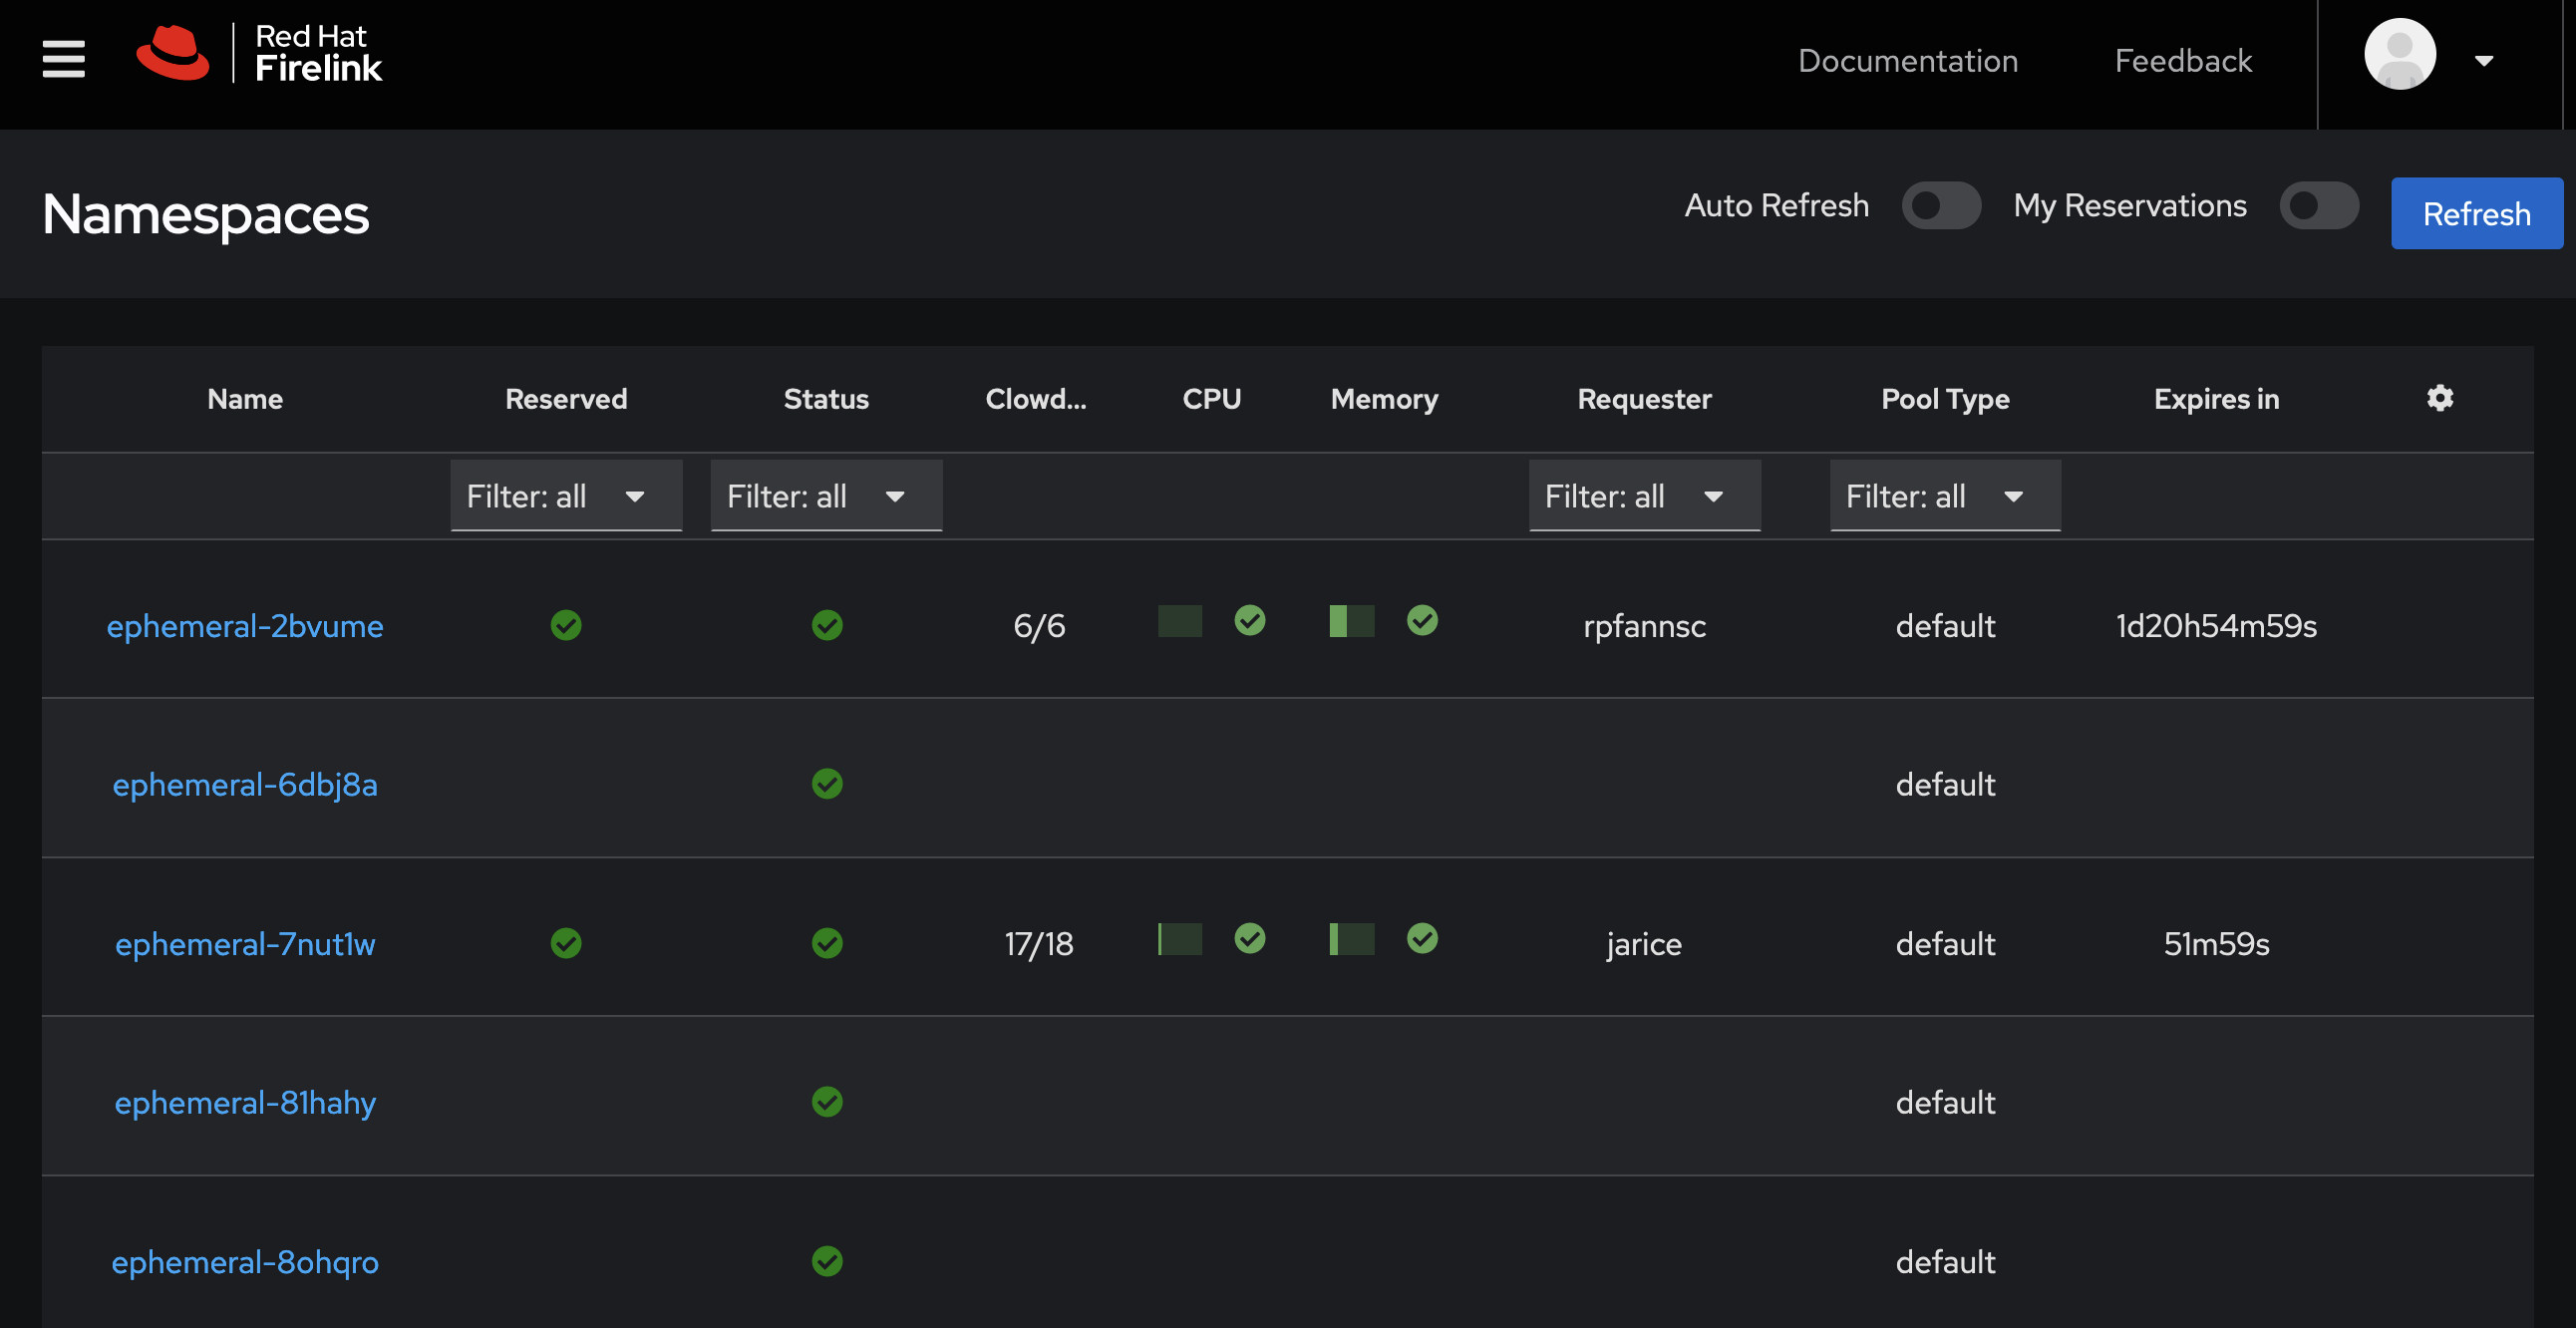 Red Hat
Firelink
Documentation Feedback
Namespaces Auto Refresh My Reservations Refresh
Name Reserved Status Clowd... CPU Memory Requester Pool Type Expires in
Filter: all Filter: all Filter: all Filter: all
ephemeral-2bvume 6/6 rpfannsc default 1d20h54m59s
ephemeral-6dbj8a default
ephemeral-7nut1w 17/18 jarice default 51m59s
ephemeral-81hahy default
ephemeral-8ohqro default